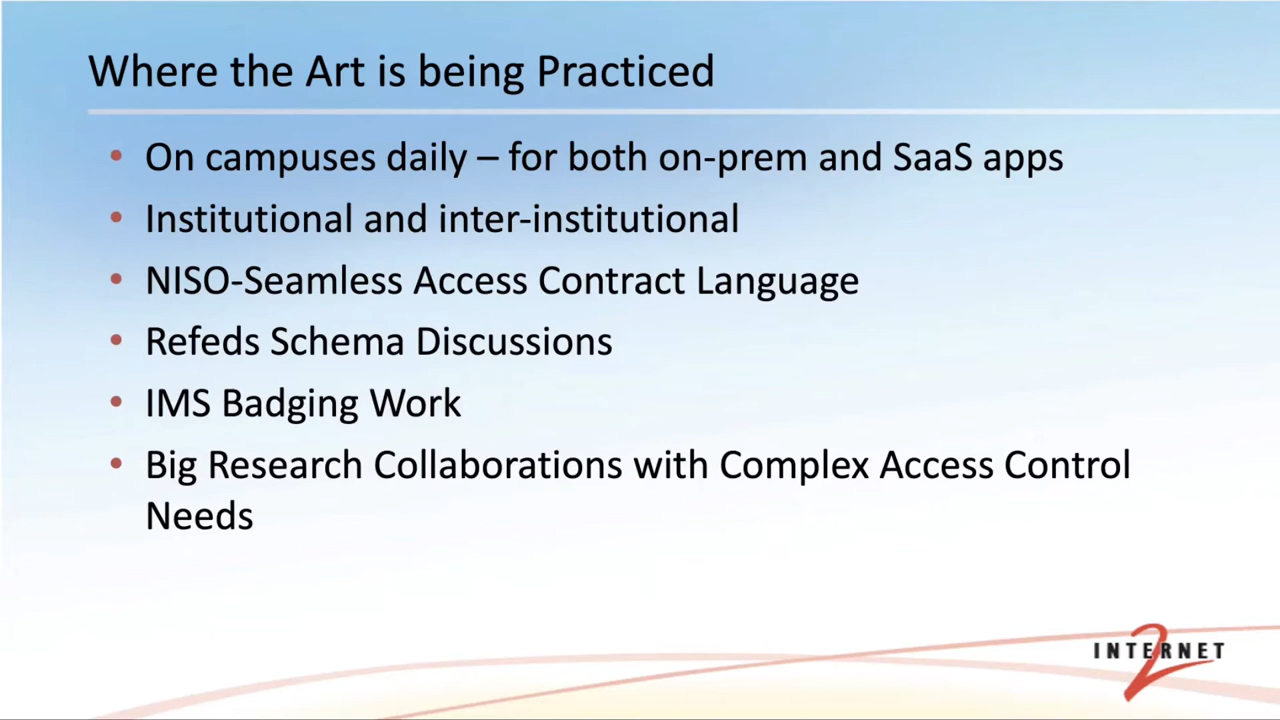 Where the Art is being Practiced
• On campuses daily – for both on-prem and SaaS apps
• Institutional and inter-institutional
• NISO-Seamless Access Contract Language
• Refeds Schema Discussions
• IMS Badging Work
• Big Research Collaborations with Complex Access Control
Needs
INTERNET
2